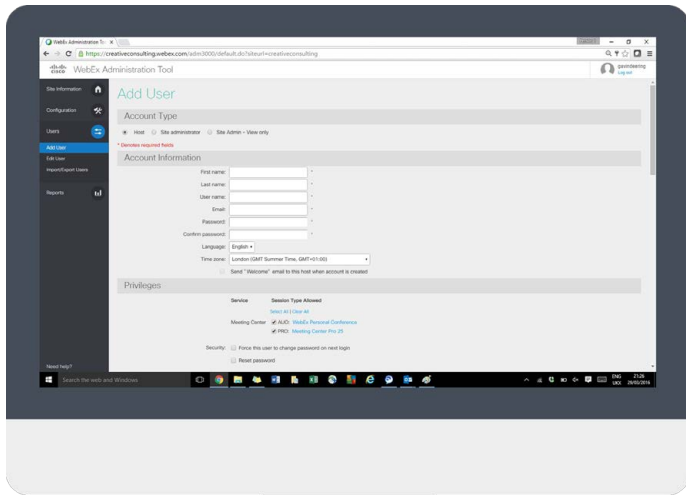 WebEx Administration To
https://creativeconsulting.webex.com/adm3000/default.do?siteurl=creativeconsulting
cisco WebEx Administration Tool
gavindeering
Log out
Site Information
Configuration
Users
Add User
Edit User
Import/Export Users
Reports
Need help?
Add User
Account Type
Host Site administrator Site Admin - View only
* Denotes required fields
Account Information
First name: *
Last name: *
User name: *
Email: *
Password: *
Confirm password: *
Language: English
Time zone: London (GMT Summer Time, GMT+01:00)
Send "Welcome" email to this host when account is created
Privileges
Service Session Type Allowed
Select All | Clear All
Meeting Center AUO: WebEx Personal Conference
PRO: Meeting Center Pro 25
Security: Force this user to change password on next login
Reset password
Search the web and Windows
ENG 21:26
UKX 29/03/2016